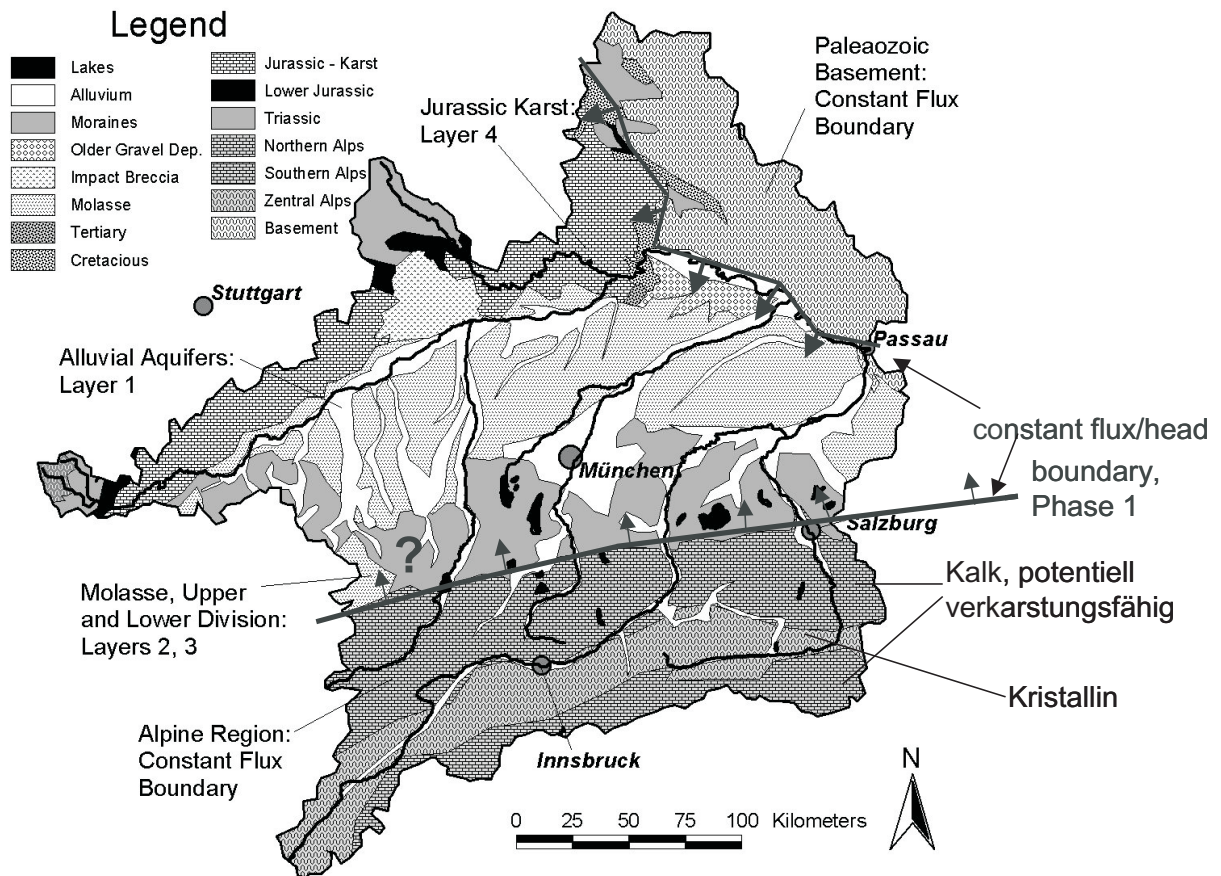 Legend
Lakes
Alluvium
Moraines
Older Gravel Dep.
Impact Breccia
Molasse
Tertiary
Cretacious
Jurassic - Karst
Lower Jurassic
Triassic
Northern Alps
Southern Alps
Zentral Alps
Basement
Jurassic Karst:
Layer 4
Paleaozoic
Basement:
Constant Flux
Boundary
Stuttgart
Alluvial Aquifers:
Layer 1
Passau
constant flux/head
boundary,
Phase 1
München
Salzburg
?
Molasse, Upper
and Lower Division:
Layers 2, 3
Kalk, potentiell
verkarstungsfähig
Kristallin
Alpine Region:
Constant Flux
Boundary
Innsbruck
N
0 25 50 75 100 Kilometers